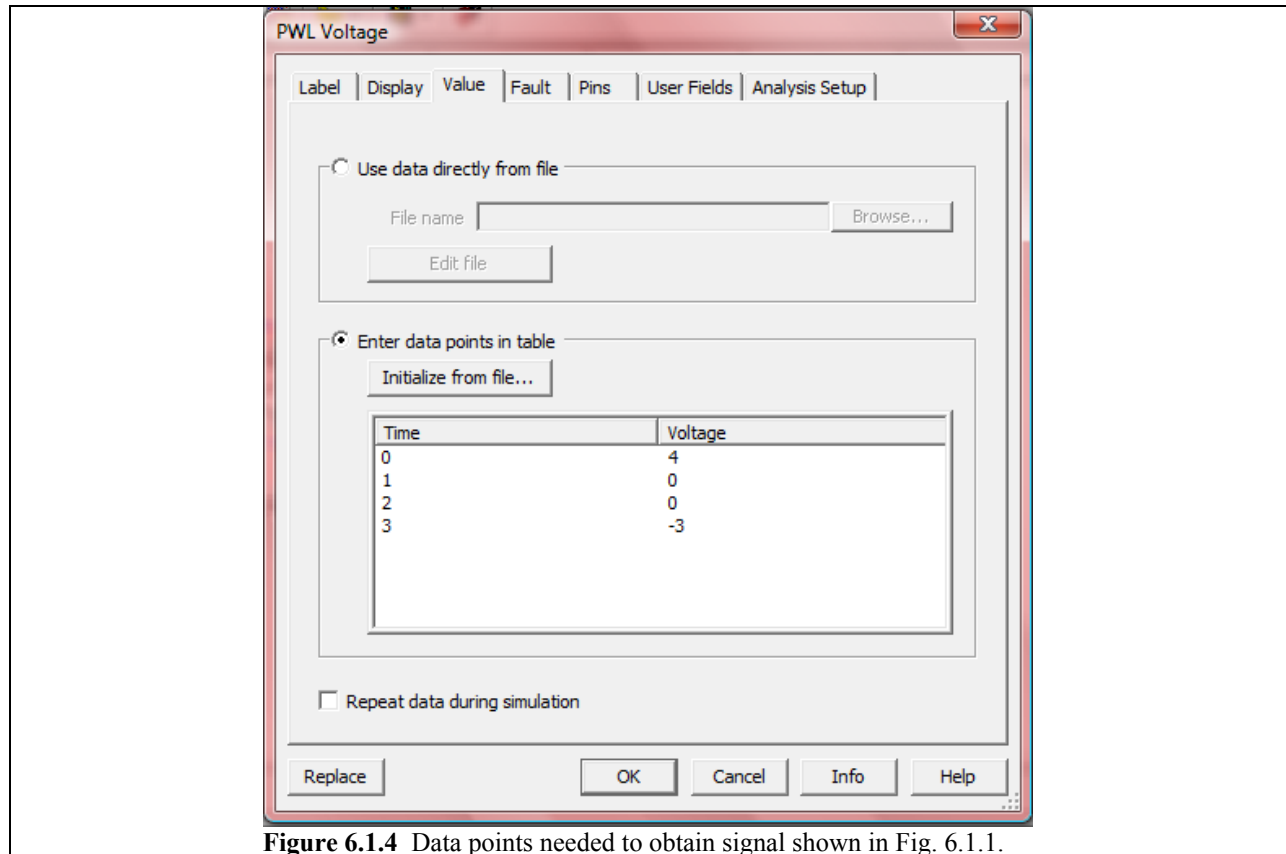 PWL Voltage
Label Display Value Fault Pins User Fields Analysis Setup
Use data directly from file
File name Browse...
Edit file
Enter data points in table
Initialize from file...
Time Voltage
0 4
1 0
2 0
3 -3
Repeat data during simulation
Replace OK Cancel Info Help
Figure 6.1.4 Data points needed to obtain signal shown in Fig. 6.1.1.